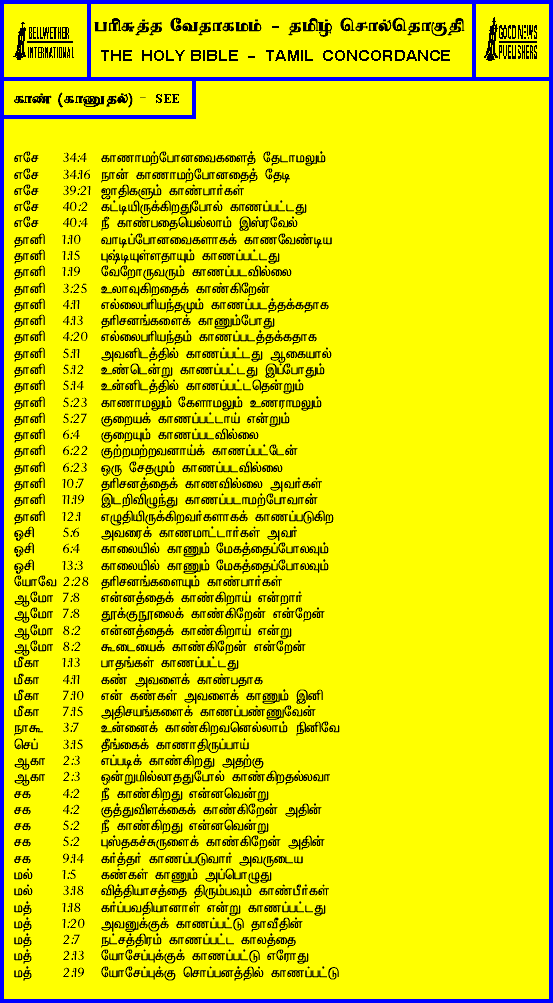 BELLWETHER
INTERNATIONAL
பரிசுத்த வேதாகமம் - தமிழ் சொல்தொகுதி
THE HOLY BIBLE - TAMIL CONCORDANCE
GOOD NEWS
PUBLISHERS
காண் (காணுதல்) - SEE
எசே 34:4 காணாமற்போனவைகளைத் தேடாமலும்
எசே 34:16 நான் காணாமற்போனதைத் தேடி
எசே 39:21 ஜாதிகளும் காண்பார்கள்
எசே 40:2 கட்டியிருக்கிறதுபோல் காணப்பட்டது
எசே 40:4 நீ காண்பதையெல்லாம் இஸ்ரவேல்
தானி 1:10 வாடிப்போனவைகளாகக் காணவேண்டிய
தானி 1:15 புஷ்டியுள்ளதாயும் காணப்பட்டது
தானி 1:19 வேறொருவரும் காணப்படவில்லை
தானி 3:25 உலாவுகிறதைக் காண்கிறேன்
தானி 4:11 எல்லைபரியந்தமும் காணப்படத்தக்கதாக
தானி 4:13 தரிசனங்களைக் காணும்போது
தானி 4:20 எல்லைபரியந்தம் காணப்படத்தக்கதாக
தானி 5:11 அவனிடத்தில் காணப்பட்டது ஆகையால்
தானி 5:12 உண்டென்று காணப்பட்டது இப்போதும்
தானி 5:14 உன்னிடத்தில் காணப்பட்டதென்றும்
தானி 5:23 காணாமலும் கேளாமலும் உணராமலும்
தானி 5:27 குறையக் காணப்பட்டாய் என்றும்
தானி 6:4 குறையும் காணப்படவில்லை
தானி 6:22 குற்றமற்றவனாய்க் காணப்பட்டேன்
தானி 6:23 ஒரு சேதமும் காணப்படவில்லை
தானி 10:7 தரிசனத்தைக் காணவில்லை அவர்கள்
தானி 11:19 இடறிவிழுந்து காணப்படாமற்போவான்
தானி 12:1 எழுதியிருக்கிறவர்களாகக் காணப்படுகிற
ஓசி 5:6 அவரைக் காணமாட்டார்கள் அவர்
ஓசி 6:4 காலையில் காணும் மேகத்தைப்போலவும்
ஓசி 13:3 காலையில் காணும் மேகத்தைப்போலவும்
யோவே 2:28 தரிசனங்களையும் காண்பார்கள்
ஆமோ 7:8 என்னத்தைக் காண்கிறாய் என்றார்
ஆமோ 7:8 தூக்குநூலைக் காண்கிறேன் என்றேன்
ஆமோ 8:2 என்னத்தைக் காண்கிறாய் என்று
ஆமோ 8:2 கூடையைக் காண்கிறேன் என்றேன்
மீகா 1:13 பாதங்கள் காணப்பட்டது
மீகா 4:11 கண் அவளைக் காண்பதாக
மீகா 7:10 என் கண்கள் அவளைக் காணும் இனி
மீகா 7:15 அதிசயங்களைக் காணப்பண்ணுவேன்
நாகூ 3:7 உன்னைக் காண்கிறவனெல்லாம் நினிவே
செப் 3:15 தீங்கைக் காணாதிருப்பாய்
ஆகா 2:3 எப்படிக் காண்கிறது அதற்கு
ஆகா 2:3 ஒன்றுமில்லாததுபோல் காண்கிறதல்லவா
சக 4:2 நீ காண்கிறது என்னவென்று
சக 4:2 குத்துவிளக்கைக் காண்கிறேன் அதின்
சக 5:2 நீ காண்கிறது என்னவென்று
சக 5:2 புஸ்தகச்சுருளைக் காண்கிறேன் அதின்
சக 9:14 கர்த்தர் காணப்படுவார் அவருடைய
மல் 1:5 கண்கள் காணும் அப்பொழுது
மல் 3:18 வித்தியாசத்தை திரும்பவும் காண்பீர்கள்
மத் 1:18 கர்ப்பவதியானாள் என்று காணப்பட்டது
மத் 1:20 அவனுக்குக் காணப்பட்டு தாவீதின்
மத் 2:7 நட்சத்திரம் காணப்பட்ட காலத்தை
மத் 2:13 யோசேப்புக்குக் காணப்பட்டு எரோது
மத் 2:19 யோசேப்புக்கு சொப்பனத்தில் காணப்பட்டு